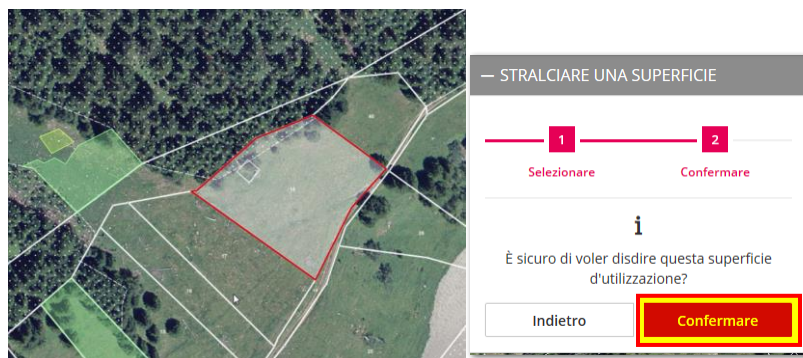 — STRALCIARE UNA SUPERFICIE
1
2
Selezionare
Confermare
i
È sicuro di voler disdire questa superficie
d'utilizzazione?
Indietro
Confermare